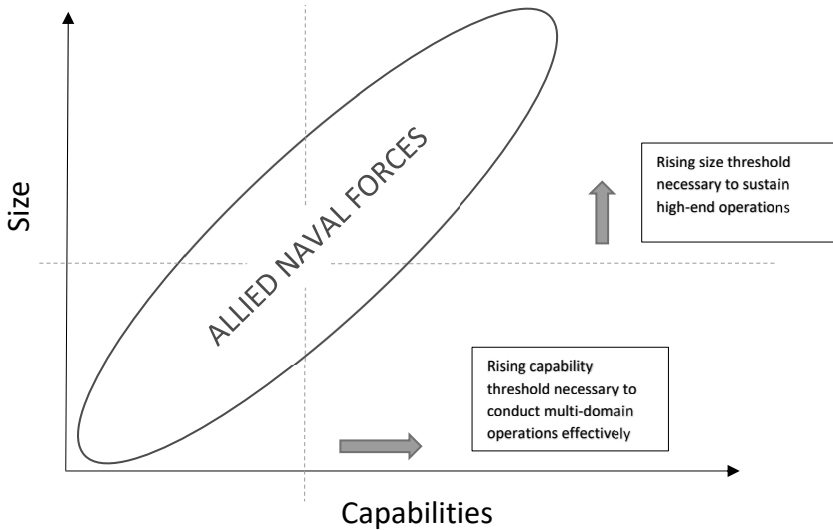 Size
ALLIED NAVAL FORCES
Rising size threshold
necessary to sustain
high-end operations
Rising capability
threshold necessary to
conduct multi-domain
operations effectively
Capabilities